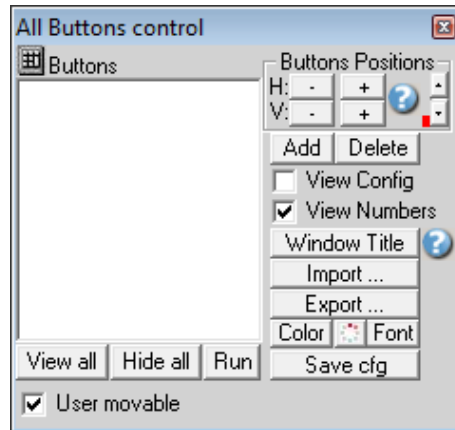 All Buttons control
Buttons
Buttons Positions
H: - +
V: - +
Add Delete
View Config
View Numbers
Window Title
Import ...
Export ...
Color Font
View all Hide all Run
Save cfg
User movable